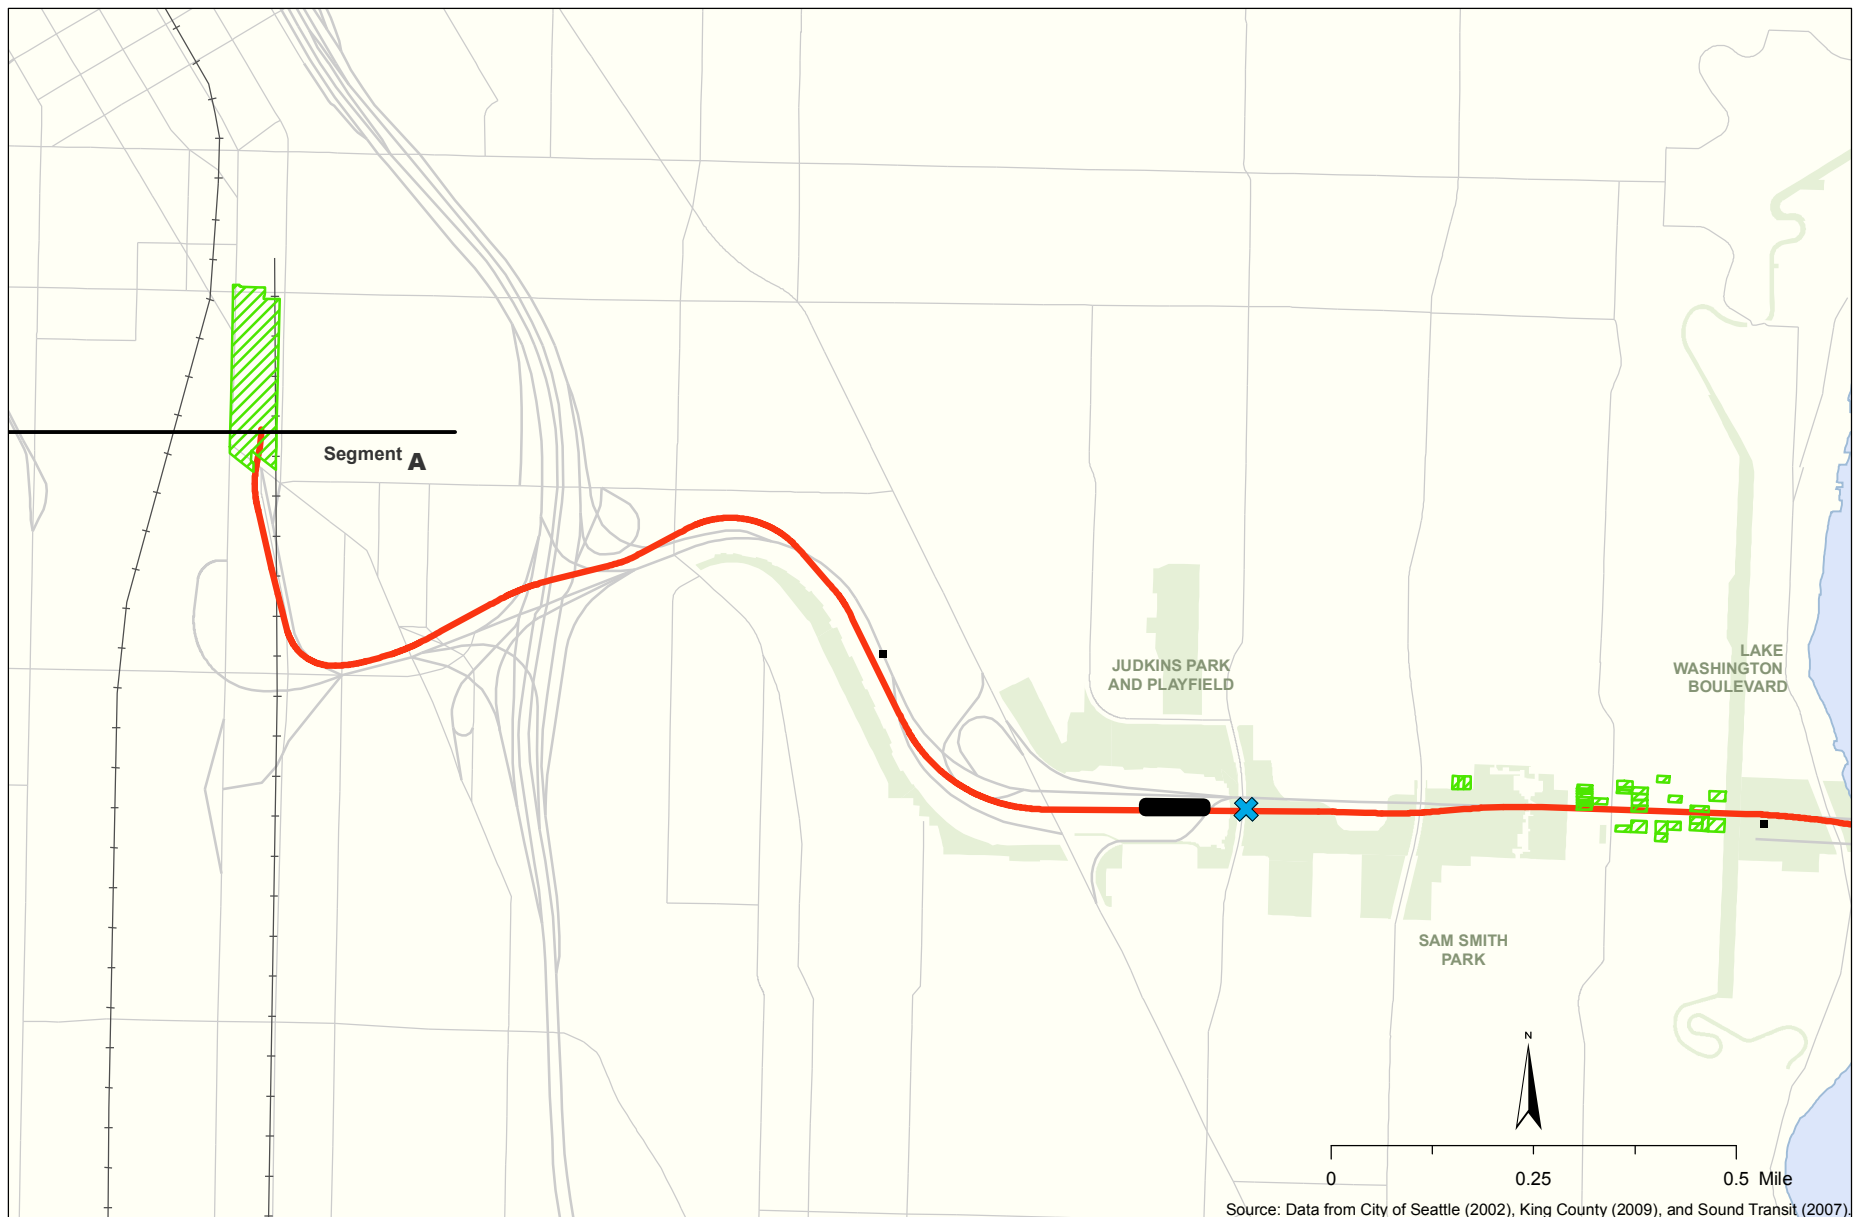 Segment A
JUDKINS PARK
AND PLAYFIELD
LAKE
WASHINGTON
BOULEVARD
SAM SMITH
PARK
N
0 0.25 0.5 Mile
Source: Data from City of Seattle (2002), King County (2009), and Sound Transit (2007).